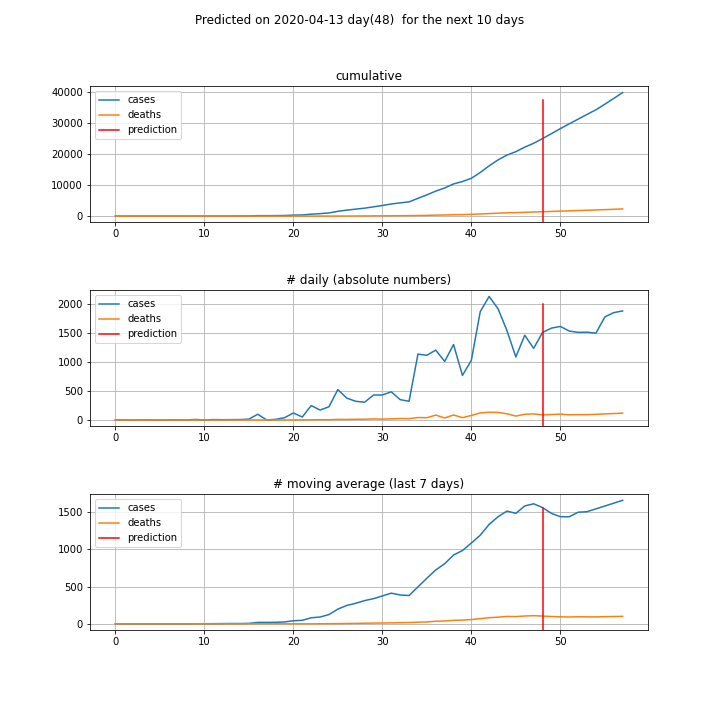 Predicted on 2020-04-13 day(48)  for the next 10 days
cumulative
40000
30000
20000
10000
0
cases
deaths
prediction
0 10 20 30 40 50
# daily (absolute numbers)
2000
1500
1000
500
0
cases
deaths
prediction
0 10 20 30 40 50
# moving average (last 7 days)
1500
1000
500
0
cases
deaths
prediction
0 10 20 30 40 50